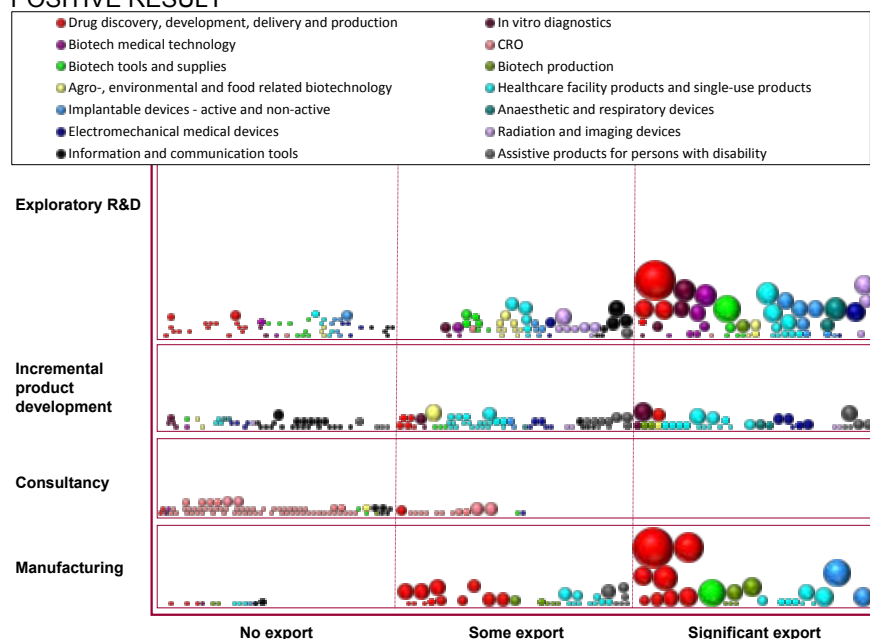 POSITIVE RESULT
Drug discovery, development, delivery and production
Biotech medical technology
Biotech tools and supplies
Agro-, environmental and food related biotechnology
Implantable devices - active and non-active
Electromechanical medical devices
Information and communication tools
In vitro diagnostics
CRO
Biotech production
Healthcare facility products and single-use products
Anaesthetic and respiratory devices
Radiation and imaging devices
Assistive products for persons with disability
Exploratory R&D
Incremental
product
development
Consultancy
Manufacturing
No export
Some export
Significant export